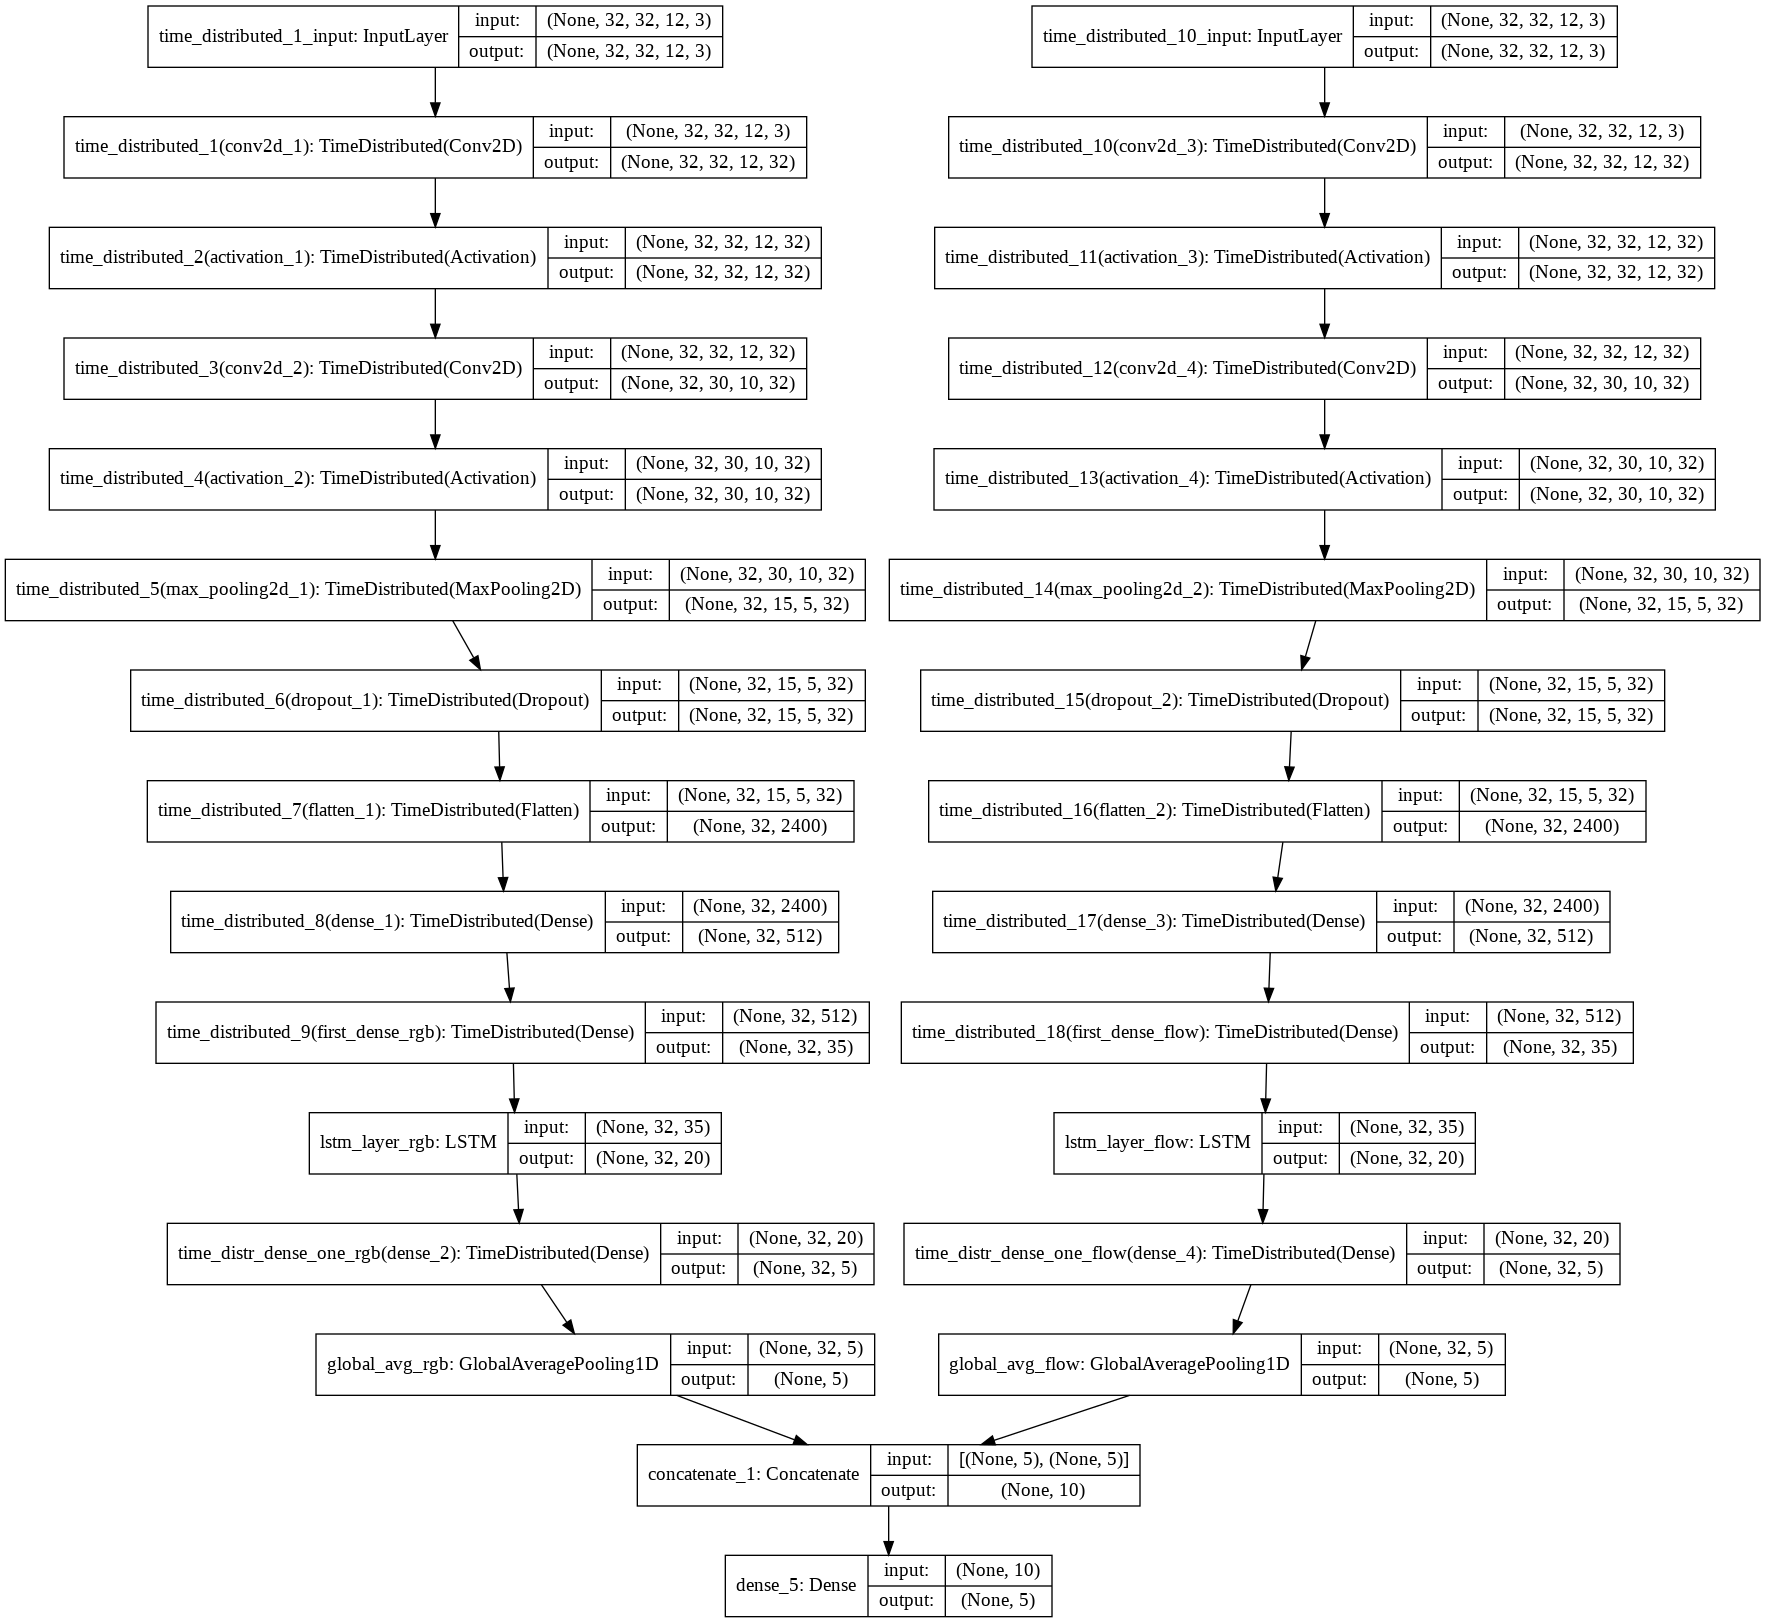 time_distributed_1_input: InputLayer
input:
(None, 32, 32, 12, 3)
output:
(None, 32, 32, 12, 3)
time_distributed_1(conv2d_1): TimeDistributed(Conv2D)
input:
(None, 32, 32, 12, 3)
output:
(None, 32, 32, 12, 32)
time_distributed_2(activation_1): TimeDistributed(Activation)
input:
(None, 32, 32, 12, 32)
output:
(None, 32, 32, 12, 32)
time_distributed_3(conv2d_2): TimeDistributed(Conv2D)
input:
(None, 32, 32, 12, 32)
output:
(None, 32, 30, 10, 32)
time_distributed_4(activation_2): TimeDistributed(Activation)
input:
(None, 32, 30, 10, 32)
output:
(None, 32, 30, 10, 32)
time_distributed_5(max_pooling2d_1): TimeDistributed(MaxPooling2D)
input:
(None, 32, 30, 10, 32)
output:
(None, 32, 15, 5, 32)
time_distributed_6(dropout_1): TimeDistributed(Dropout)
input:
(None, 32, 15, 5, 32)
output:
(None, 32, 15, 5, 32)
time_distributed_7(flatten_1): TimeDistributed(Flatten)
input:
(None, 32, 15, 5, 32)
output:
(None, 32, 2400)
time_distributed_8(dense_1): TimeDistributed(Dense)
input:
(None, 32, 2400)
output:
(None, 32, 512)
time_distributed_9(first_dense_rgb): TimeDistributed(Dense)
input:
(None, 32, 512)
output:
(None, 32, 35)
lstm_layer_rgb: LSTM
input:
(None, 32, 35)
output:
(None, 32, 20)
time_distr_dense_one_rgb(dense_2): TimeDistributed(Dense)
input:
(None, 32, 20)
output:
(None, 32, 5)
global_avg_rgb: GlobalAveragePooling1D
input:
(None, 32, 5)
output:
(None, 5)
time_distributed_10_input: InputLayer
input:
(None, 32, 32, 12, 3)
output:
(None, 32, 32, 12, 3)
time_distributed_10(conv2d_3): TimeDistributed(Conv2D)
input:
(None, 32, 32, 12, 3)
output:
(None, 32, 32, 12, 32)
time_distributed_11(activation_3): TimeDistributed(Activation)
input:
(None, 32, 32, 12, 32)
output:
(None, 32, 32, 12, 32)
time_distributed_12(conv2d_4): TimeDistributed(Conv2D)
input:
(None, 32, 32, 12, 32)
output:
(None, 32, 30, 10, 32)
time_distributed_13(activation_4): TimeDistributed(Activation)
input:
(None, 32, 30, 10, 32)
output:
(None, 32, 30, 10, 32)
time_distributed_14(max_pooling2d_2): TimeDistributed(MaxPooling2D)
input:
(None, 32, 30, 10, 32)
output:
(None, 32, 15, 5, 32)
time_distributed_15(dropout_2): TimeDistributed(Dropout)
input:
(None, 32, 15, 5, 32)
output:
(None, 32, 15, 5, 32)
time_distributed_16(flatten_2): TimeDistributed(Flatten)
input:
(None, 32, 15, 5, 32)
output:
(None, 32, 2400)
time_distributed_17(dense_3): TimeDistributed(Dense)
input:
(None, 32, 2400)
output:
(None, 32, 512)
time_distributed_18(first_dense_flow): TimeDistributed(Dense)
input:
(None, 32, 512)
output:
(None, 32, 35)
lstm_layer_flow: LSTM
input:
(None, 32, 35)
output:
(None, 32, 20)
time_distr_dense_one_flow(dense_4): TimeDistributed(Dense)
input:
(None, 32, 20)
output:
(None, 32, 5)
global_avg_flow: GlobalAveragePooling1D
input:
(None, 32, 5)
output:
(None, 5)
concatenate_1: Concatenate
input:
[(None, 5), (None, 5)]
output:
(None, 10)
dense_5: Dense
input:
(None, 10)
output:
(None, 5)